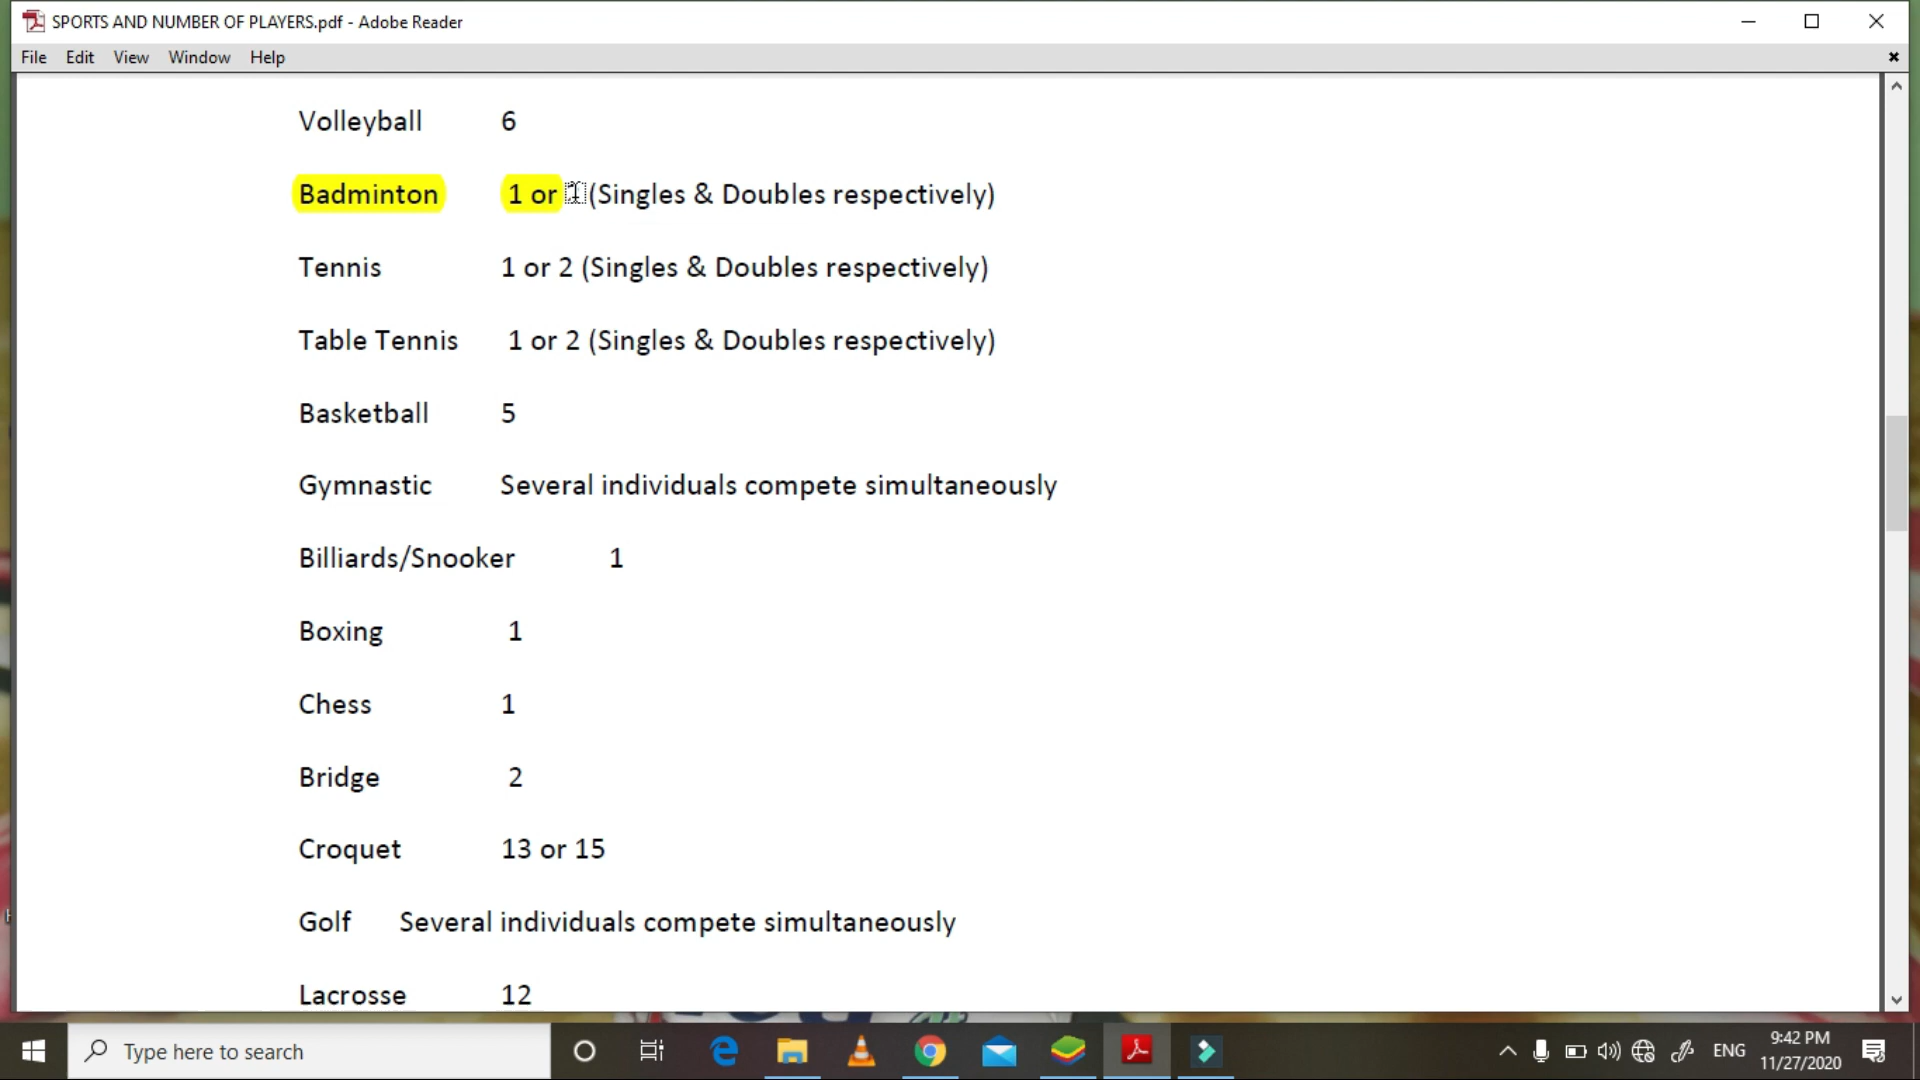 SPORTS AND NUMBER OF PLAYERS.pdf - Adobe Reader
File Edit View Window Help
Volleyball 6
Badminton 1 or 2 (Singles & Doubles respectively)
Tennis 1 or 2 (Singles & Doubles respectively)
Table Tennis 1 or 2 (Singles & Doubles respectively)
Basketball 5
Gymnastic Several individuals compete simultaneously
Billiards/Snooker 1
Boxing 1
Chess 1
Bridge 2
Croquet 13 or 15
Golf Several individuals compete simultaneously
Lacrosse 12
Type here to search
ENG
9:42 PM
11/27/2020